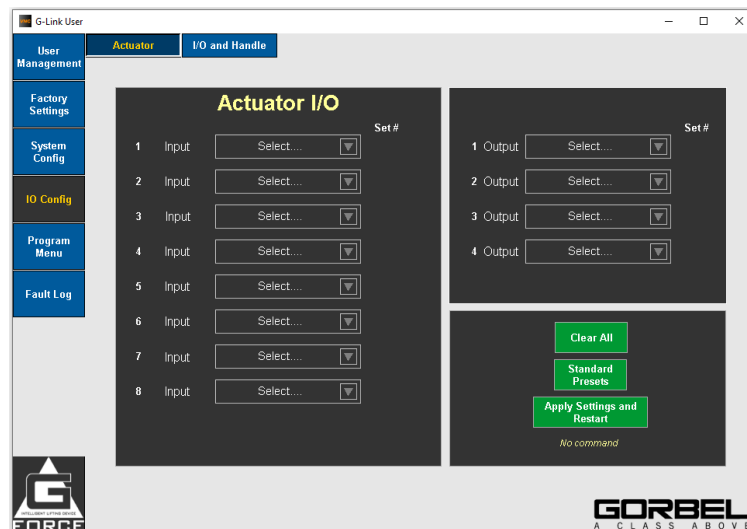 G-Link User
User Management
Factory Settings
System Config
IO Config
Program Menu
Fault Log
Actuator
I/O and Handle
Actuator I/O
Set #
1 Input Select....
2 Input Select....
3 Input Select....
4 Input Select....
5 Input Select....
6 Input Select....
7 Input Select....
8 Input Select....
Set #
1 Output Select....
2 Output Select....
3 Output Select....
4 Output Select....
Clear All
Standard Presets
Apply Settings and Restart
No command
G
INTELLIGENT LIFTING DEVICE
FORCE
GORBEL
A CLASS ABOVE